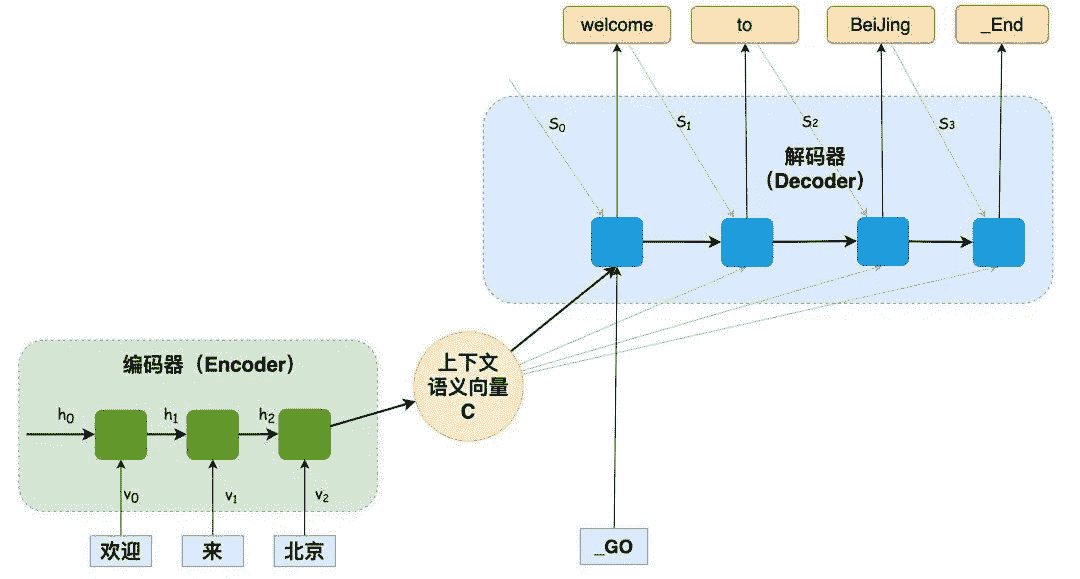 welcome
to
BeiJing
_End
S₀
S₁
S₂
S₃
解码器
（Decoder）
编码器（Encoder）
上下文
语义向量
C
h₀
h₁
h₂
v₀
v₁
v₂
欢迎
来
北京
_GO